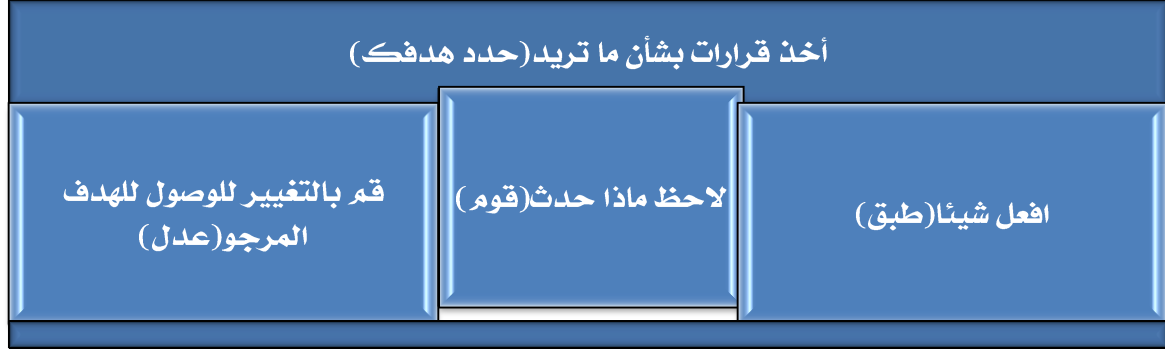 أخذ قرارات بشأن ما تريد(حدد هدفك)
افعل شيئا(طبق)
لاحظ ماذا حدث(قوم)
قم بالتغيير للوصول للهدف
المرجو(عدل)